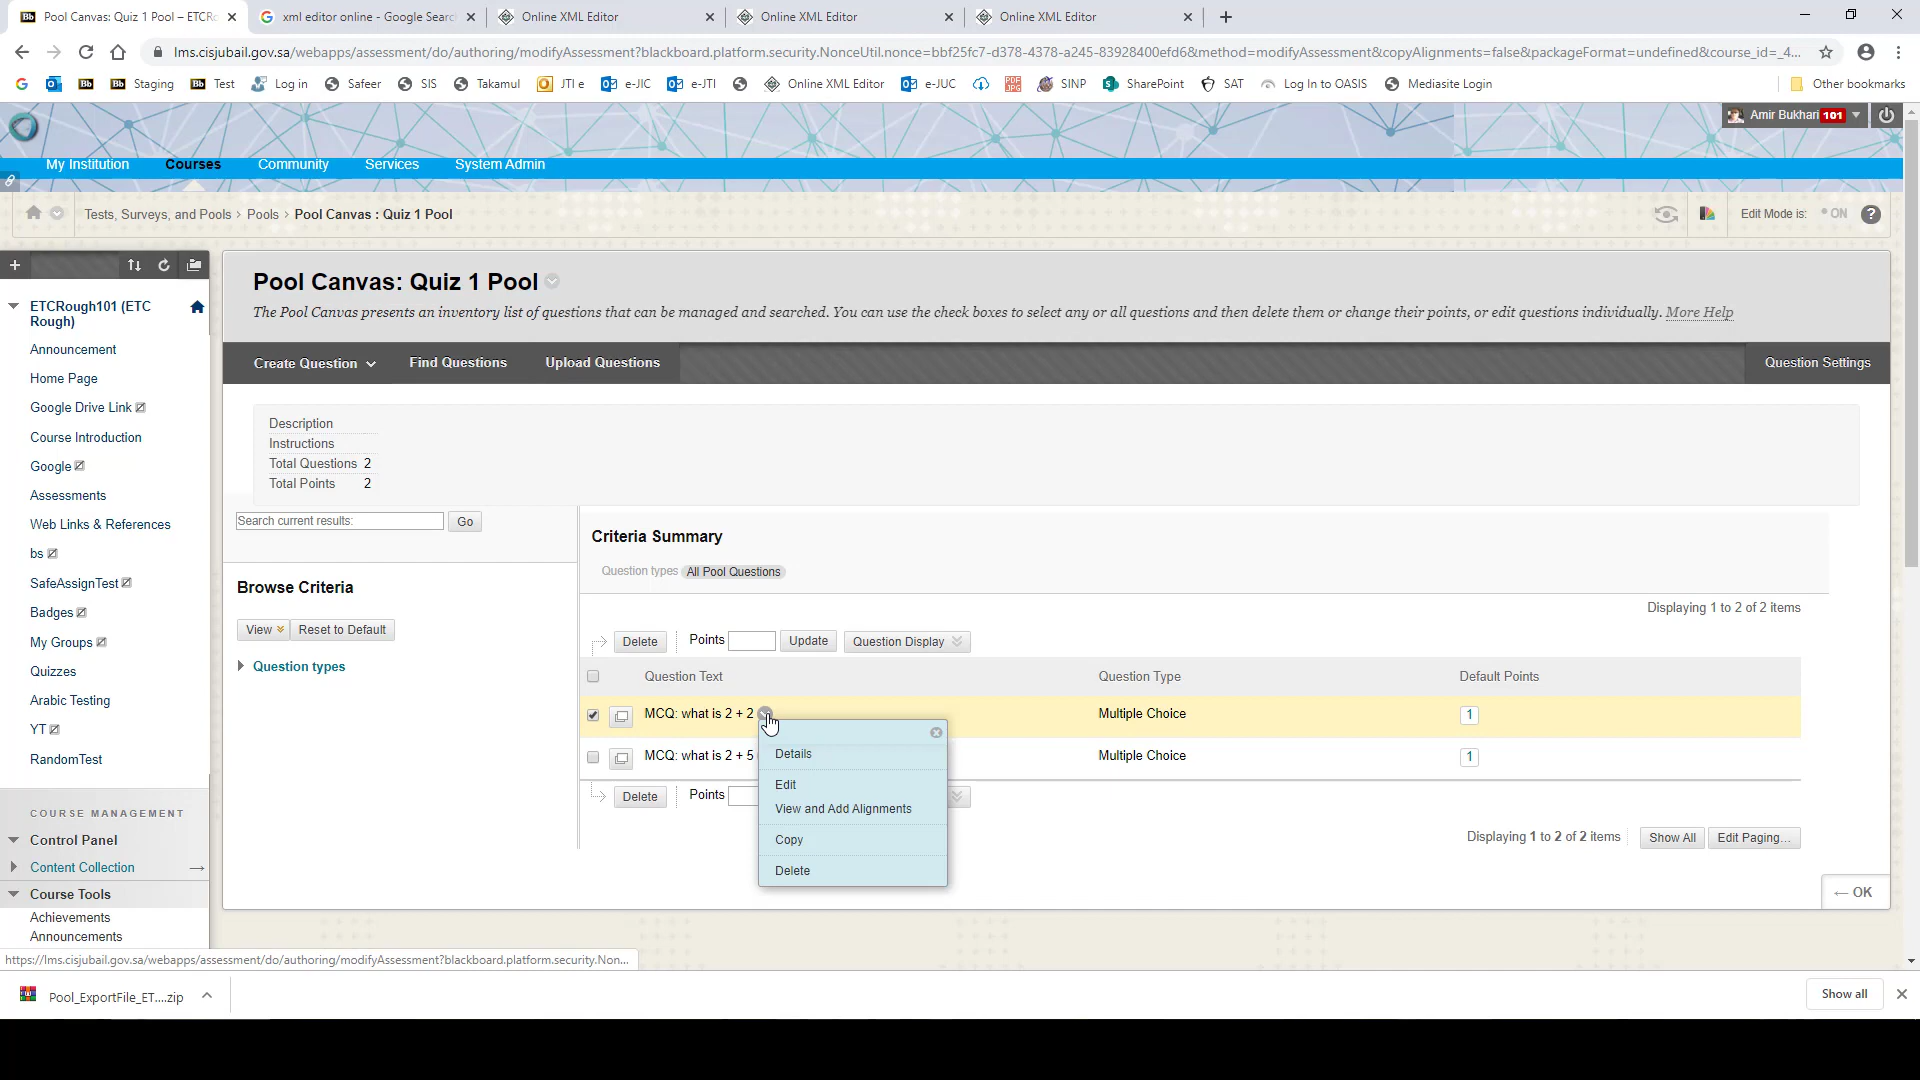 Bb Quiz 1 Pool – ETCRo
xml editor online - Google Searc
Online XML Editor
Online XML Editor
Online XML Editor
lms.cisjubail.gov.sa/webapps/assessment/do/authoring/modifyAssessment?blackboard.platform.security.NonceUtil.nonce=bbf25fc7-d378-4378-a245-83928400efd6&method=modifyAssessment&copyAlignments=false&packageFormat=undefined&course_id=_4...
Bb Bb Staging Bb Test Log in Safeer SIS Takamul JTI e e-JIC e-JTI Online XML Editor e-JUC PDF JPG SINP SharePoint SAT Log In to OASIS Mediasite Login Other bookmarks
Amir Bukhari 101
My Institution Courses Community Services System Admin
Tests, Surveys, and Pools > Pools > Pool Canvas : Quiz 1 Pool
Edit Mode is: ON ?
ETCRough101 (ETC
Rough)
Announcement
Home Page
Google Drive Link
Course Introduction
Google
Assessments
Web Links & References
bs
SafeAssignTest
Badges
My Groups
Quizzes
Arabic Testing
YT
RandomTest
COURSE MANAGEMENT
Control Panel
Content Collection →
Course Tools
Achievements
Announcements
Pool Canvas: Quiz 1 Pool
The Pool Canvas presents an inventory list of questions that can be managed and searched. You can use the check boxes to select any or all questions and then delete them or change their points, or edit questions individually. More Help
Create Question Find Questions Upload Questions Question Settings
Description
Instructions
Total Questions 2
Total Points 2
Search current results: Go
Browse Criteria
View Reset to Default
Question types
Criteria Summary
Question types All Pool Questions
Displaying 1 to 2 of 2 items
Delete Points Update Question Display
Question Text Question Type Default Points
MCQ: what is 2 + 2 Multiple Choice 1
MCQ: what is 2 + 5 Multiple Choice 1
Details
Edit
View and Add Alignments
Copy
Delete
Delete Points
Displaying 1 to 2 of 2 items Show All Edit Paging...
← OK
https://lms.cisjubail.gov.sa/webapps/assessment/do/authoring/modifyAssessment?blackboard.platform.security.Non...
Pool_ExportFile_ET....zip
Show all